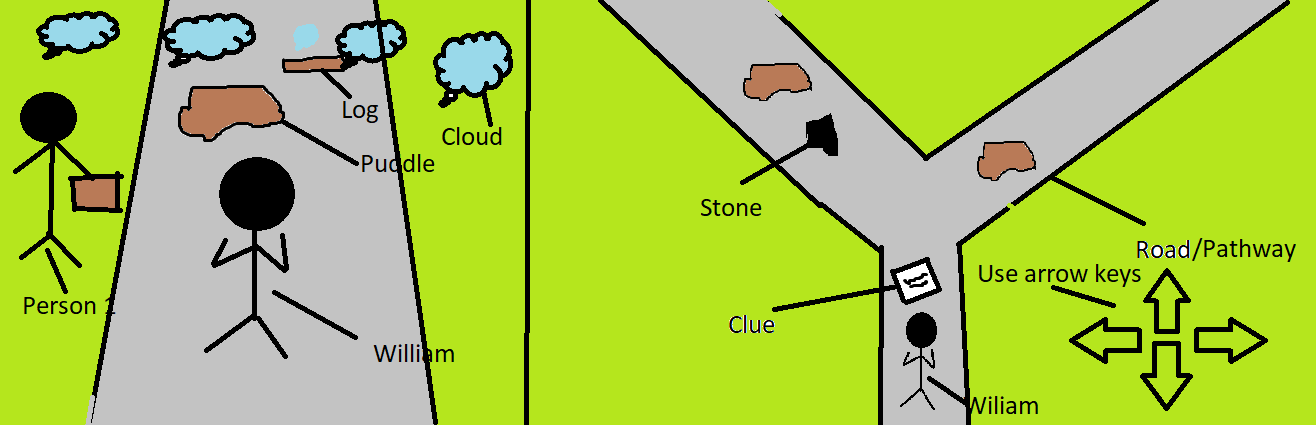 Log
Cloud
Puddle
Person 1
William
Stone
Road/Pathway
Use arrow keys
Clue
Wiliam